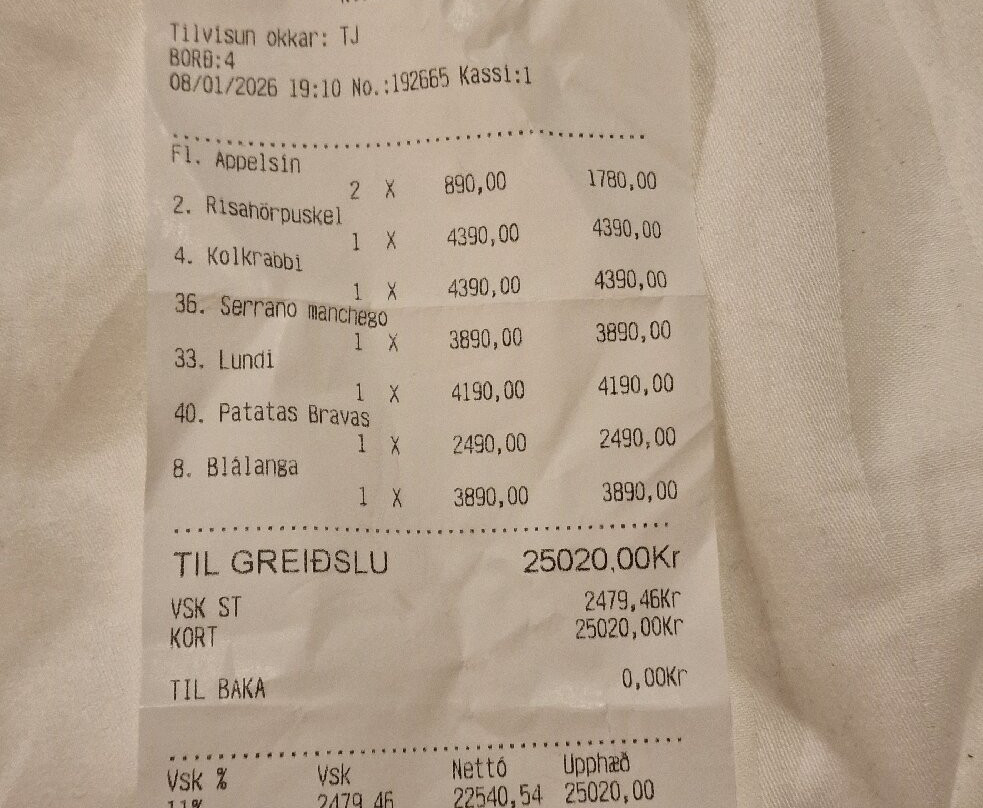 Tilvisun okkar: TJ
BORÐ:4
08/01/2026 19:10 No.:192665 Kassi:1
Fl. Appelsin
2 X 890,00 1780,00
2. Risahörpuskel
1 X 4390,00 4390,00
4. Kolkrabbi
1 X 4390,00 4390,00
36. Serrano manchego
1 X 3890,00 3890,00
33. Lundi
1 X 4190,00 4190,00
40. Patatas Bravas
1 X 2490,00 2490,00
8. Blálanga
1 X 3890,00 3890,00
TIL GREIÐSLU 25020,00Kr
VSK ST 2479,46Kr
KORT 25020,00Kr
TIL BAKA 0,00Kr
Vsk % Vsk Nettó Upphæð
11% 2479,46 22540,54 25020,00